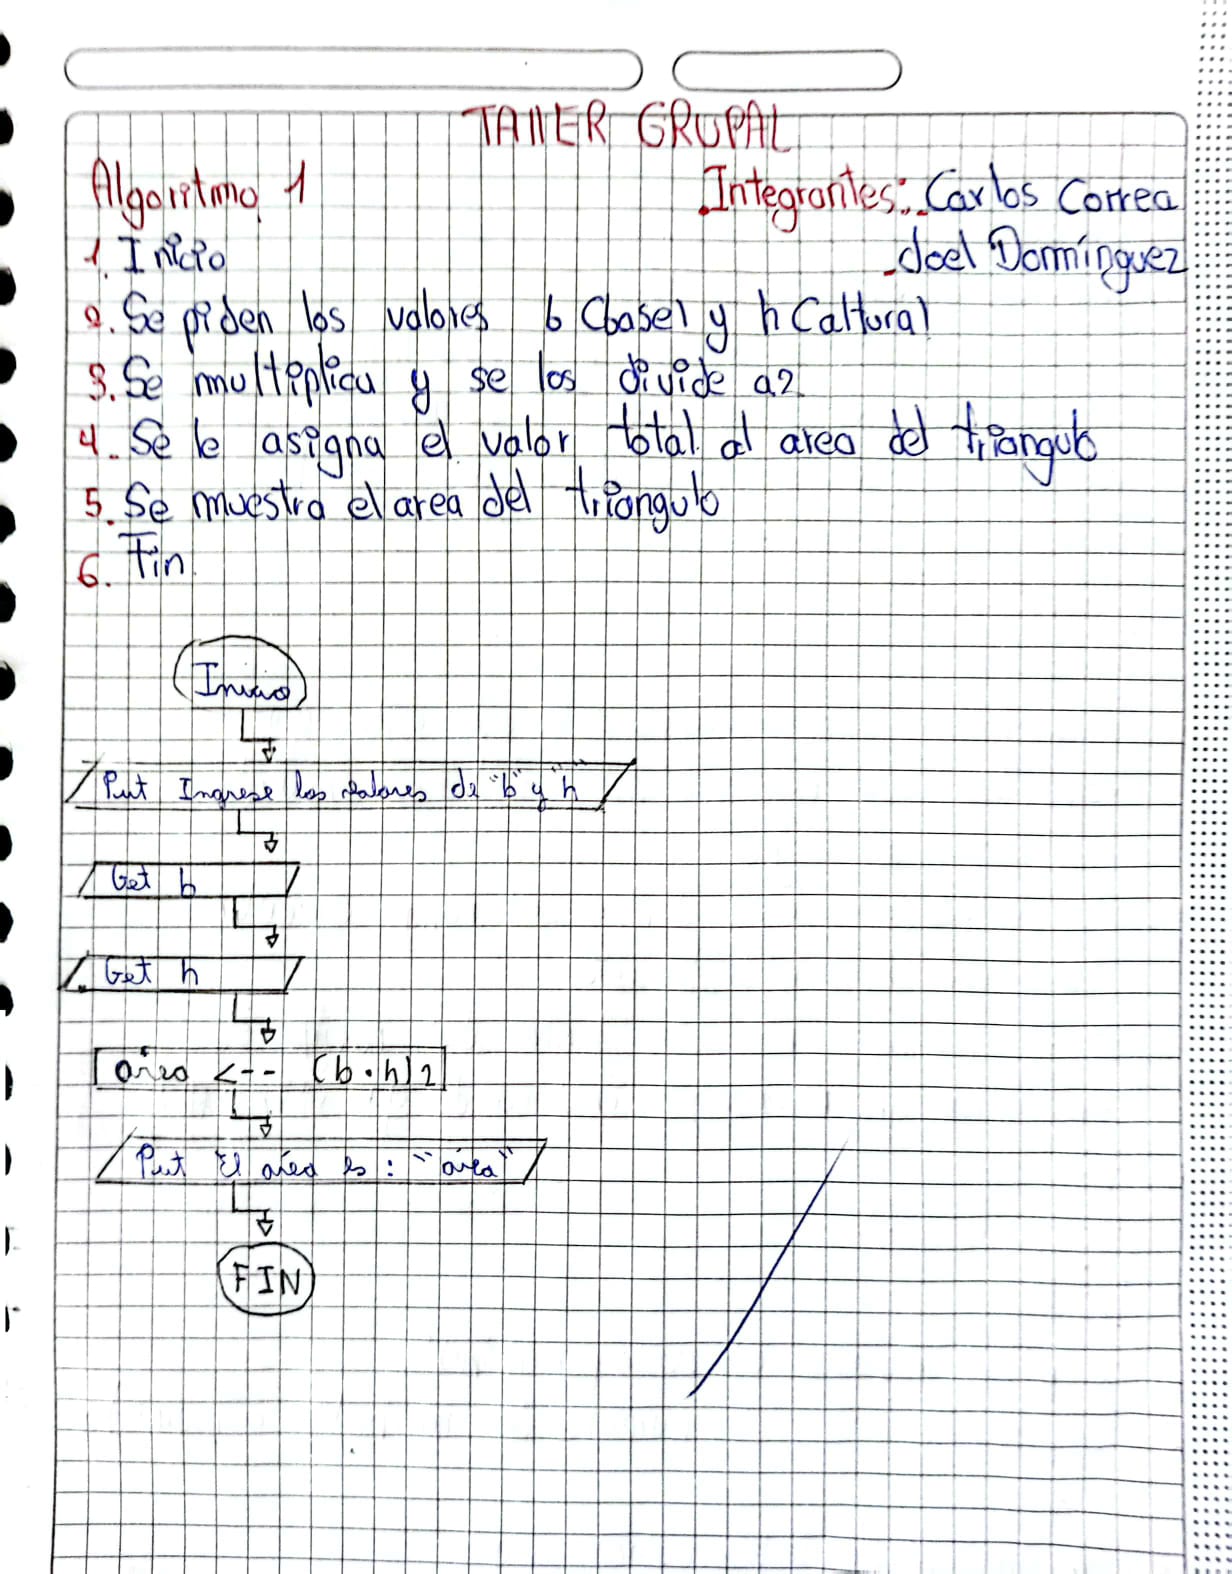 TAllER GRUPAL
Algoritmo 1
Integrantes: Carlos Correa
Joel Domínguez
1. Inicio
2. Se piden los valores b (base) y h (altura)
3. Se multiplica y se los divide a 2
4. Se le asigna el valor total al area del triangulo
5. Se muestra el area del triangulo
6. Fin
Inicio
Put Ingrese los valores de "b" y "h"
Get b
Get h
área <-- (b·h)2
Put El área es: "área"
FIN